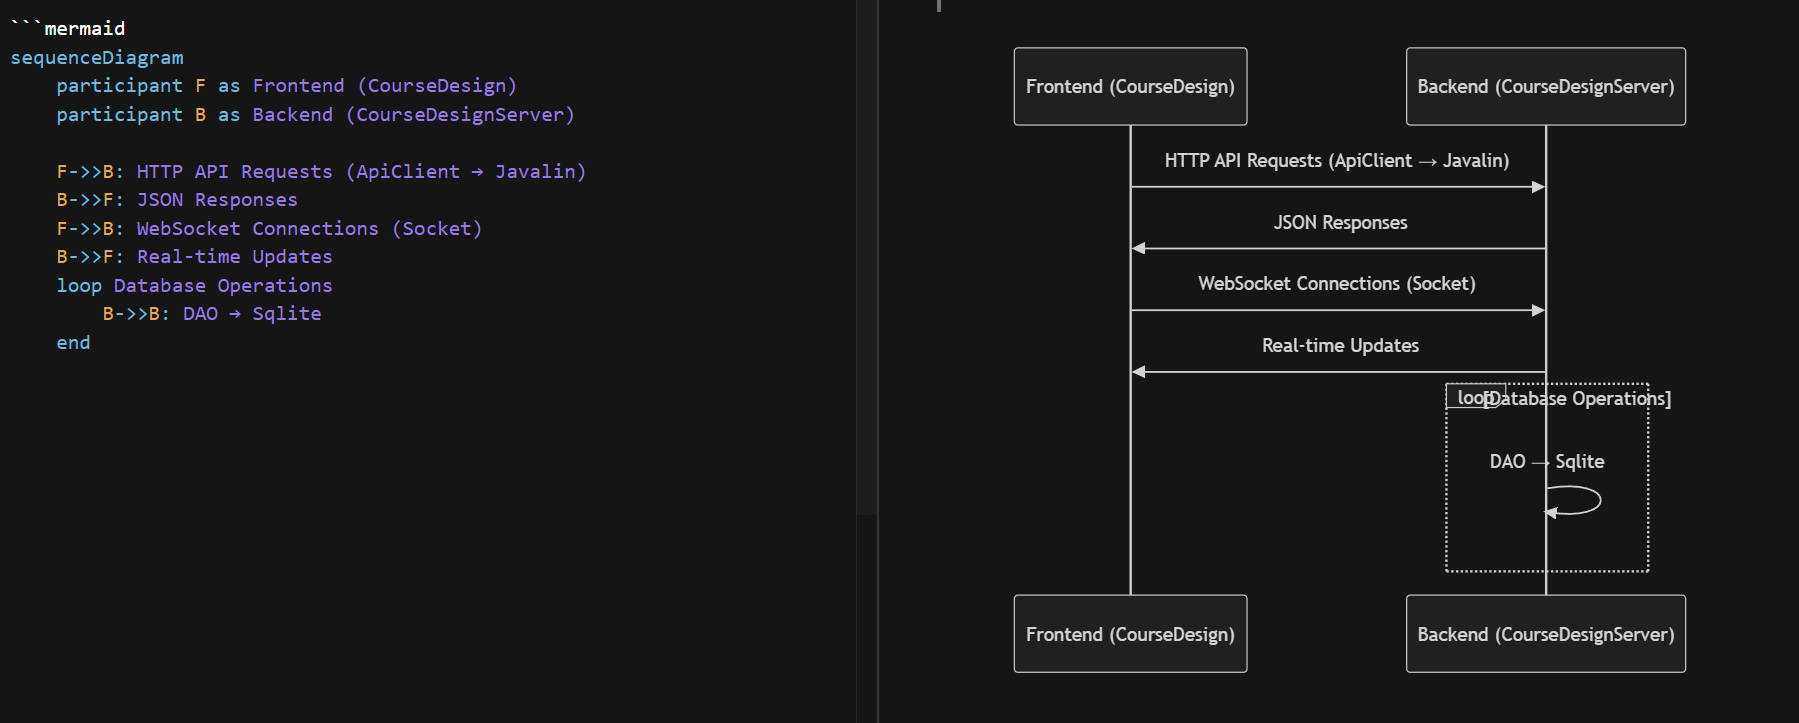 ```mermaid
sequenceDiagram
    participant F as Frontend (CourseDesign)
    participant B as Backend (CourseDesignServer)
    F->>B: HTTP API Requests (ApiClient → Javalin)
    B->>F: JSON Responses
    F->>B: WebSocket Connections (Socket)
    B->>F: Real-time Updates
    loop Database Operations
        B->>B: DAO → Sqlite
    end
Frontend (CourseDesign)
Backend (CourseDesignServer)
HTTP API Requests (ApiClient → Javalin)
JSON Responses
WebSocket Connections (Socket)
Real-time Updates
loop [Database Operations]
DAO → Sqlite
Frontend (CourseDesign)
Backend (CourseDesignServer)